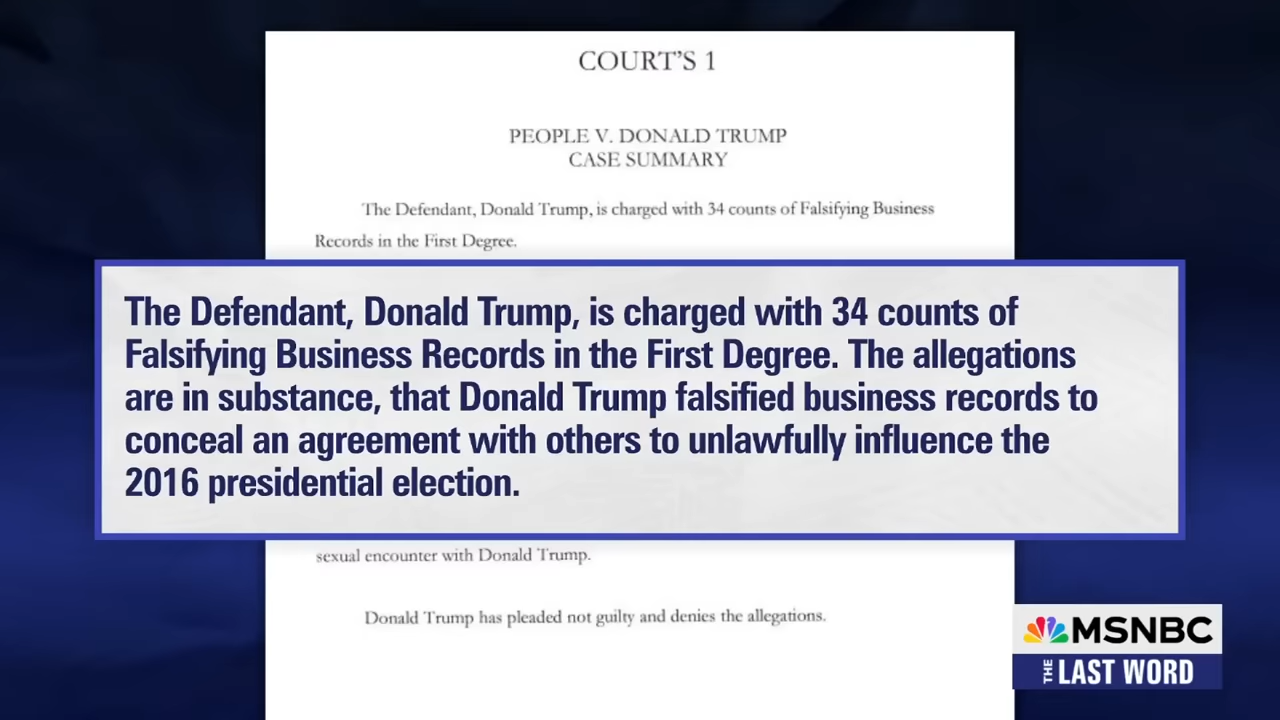 COURT'S 1
PEOPLE V. DONALD TRUMP
CASE SUMMARY
The Defendant, Donald Trump, is charged with 34 counts of Falsifying Business
Records in the First Degree.
The Defendant, Donald Trump, is charged with 34 counts of
Falsifying Business Records in the First Degree. The allegations
are in substance, that Donald Trump falsified business records to
conceal an agreement with others to unlawfully influence the
2016 presidential election.
sexual encounter with Donald Trump.
Donald Trump has pleaded not guilty and denies the allegations.
MSNBC
THE LAST WORD